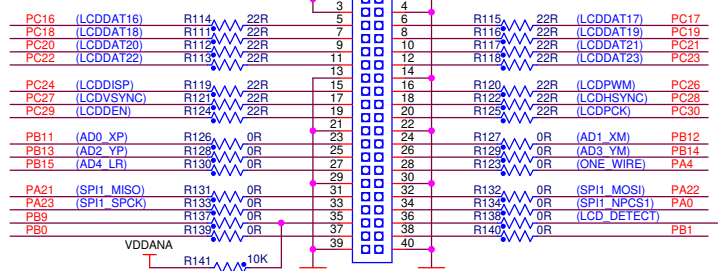 3 4
PC16 (LCDDAT16) R114 22R 5 6 R115 22R (LCDDAT17) PC17
PC18 (LCDDAT18) R111 22R 7 8 R116 22R (LCDDAT19) PC19
PC20 (LCDDAT20) R112 22R 9 10 R117 22R (LCDDAT21) PC21
PC22 (LCDDAT22) R113 22R 11 12 R118 22R (LCDDAT23) PC23
13 14
PC24 (LCDDISP) R119 22R 15 16 R120 22R (LCDPWM) PC26
PC27 (LCDVSYNC) R121 22R 17 18 R122 22R (LCDHSYNC) PC28
PC29 (LCDDEN) R124 22R 19 20 R125 22R (LCDPCK) PC30
21 22
PB11 (AD0_XP) R126 0R 23 24 R127 0R (AD1_XM) PB12
PB13 (AD2_YP) R128 0R 25 26 R129 0R (AD3_YM) PB14
PB15 (AD4_LR) R130 0R 27 28 R123 0R (ONE_WIRE) PA4
29 30
PA21 (SPI1_MISO) R131 0R 31 32 R132 0R (SPI1_MOSI) PA22
PA23 (SPI1_SPCK) R133 0R 33 34 R134 0R (SPI1_NPCS1) PA0
PB9 R137 0R 35 36 R138 0R (LCD_DETECT)
PB0 R139 0R 37 38 R140 0R PB1
VDDANA 39 40
R141 10K